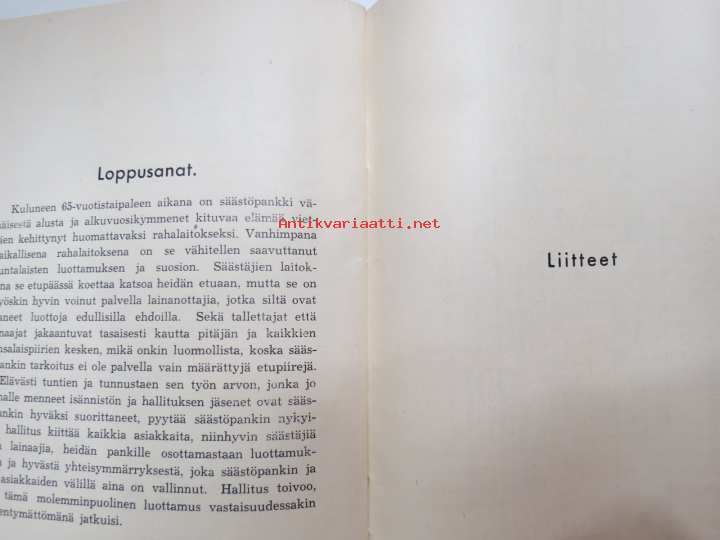 Loppusanat.
Kuluneen 65-vuotistaipaleen aikana on säästöpankki vä-
äisestä alusta ja alkuvuosikymmenet kituvaa elämää viet-
ien kehittynyt huomattavaksi rahalaitokseksi. Vanhimpana
aikallisena rahalaitoksena on se vähitellen saavuttanut
untalaisten luottamuksen ja suosion. Säästäjien laitok-
na se etupäässä koettaa katsoa heidän etuaan, mutta se on
yöskin hyvin voinut palvella lainanottajia, jotka siltä ovat
aneet luottoja edullisilla ehdoilla. Sekä tallettajat että
naajat jakaantuvat tasaisesti kautta pitäjän ja kaikkien
nsalaispiirien kesken, mikä onkin luonnollista, koska sääs-
pankin tarkoitus ei ole palvella vain määrättyjä etupiirejä.
Elävästi tuntien ja tunnustaen sen työn arvon, jonka jo
nalle menneet isännistön ja hallituksen jäsenet ovat sääs-
pankin hyväksi suorittaneet, pyytää säästöpankin nykyi-
hallitus kiittää kaikkia asiakkaita, niinhyvin säästäjiä
n lainaajia, heidän pankille osottamastaan luottamuk-
a ja hyvästä yhteisymmärryksestä, joka säästöpankin ja
asiakkaiden välillä aina on vallinnut. Hallitus toivoo,
tämä molemminpuolinen luottamus vastaisuudessakin
entymättömänä jatkuisi.
Antikvariaatti.net
Liitteet